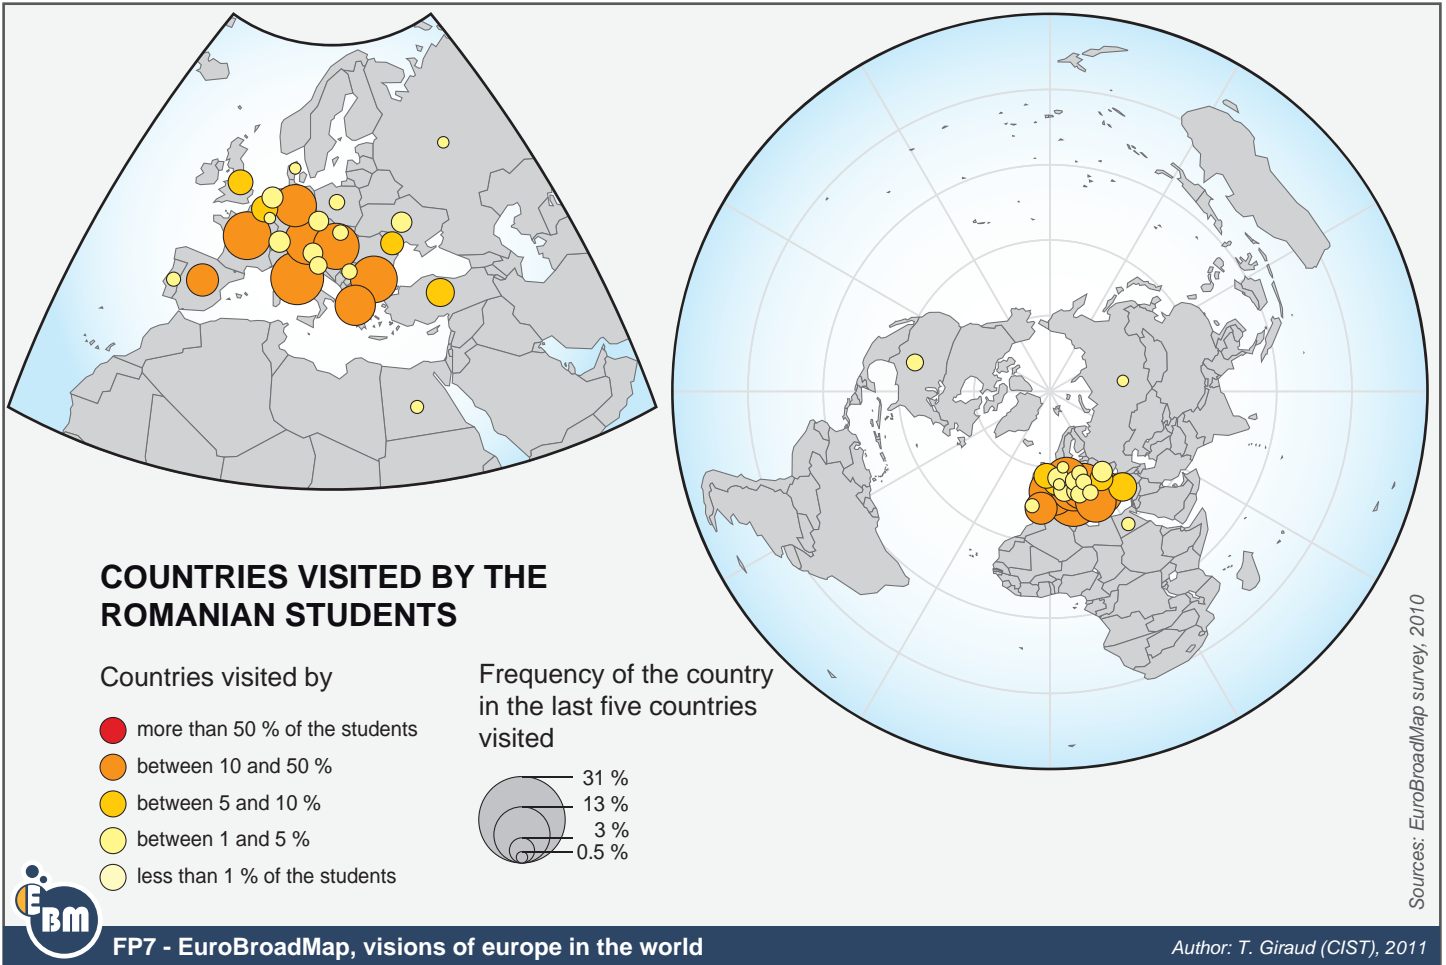 COUNTRIES VISITED BY THE
ROMANIAN STUDENTS
Countries visited by
more than 50 % of the students
between 10 and 50 %
between 5 and 10 %
between 1 and 5 %
less than 1 % of the students
Frequency of the country
in the last five countries
visited
31 %
13 %
3 %
0.5 %
Sources: EuroBroadMap survey, 2010
EBM
FP7 - EuroBroadMap, visions of europe in the world
Author: T. Giraud (CIST), 2011